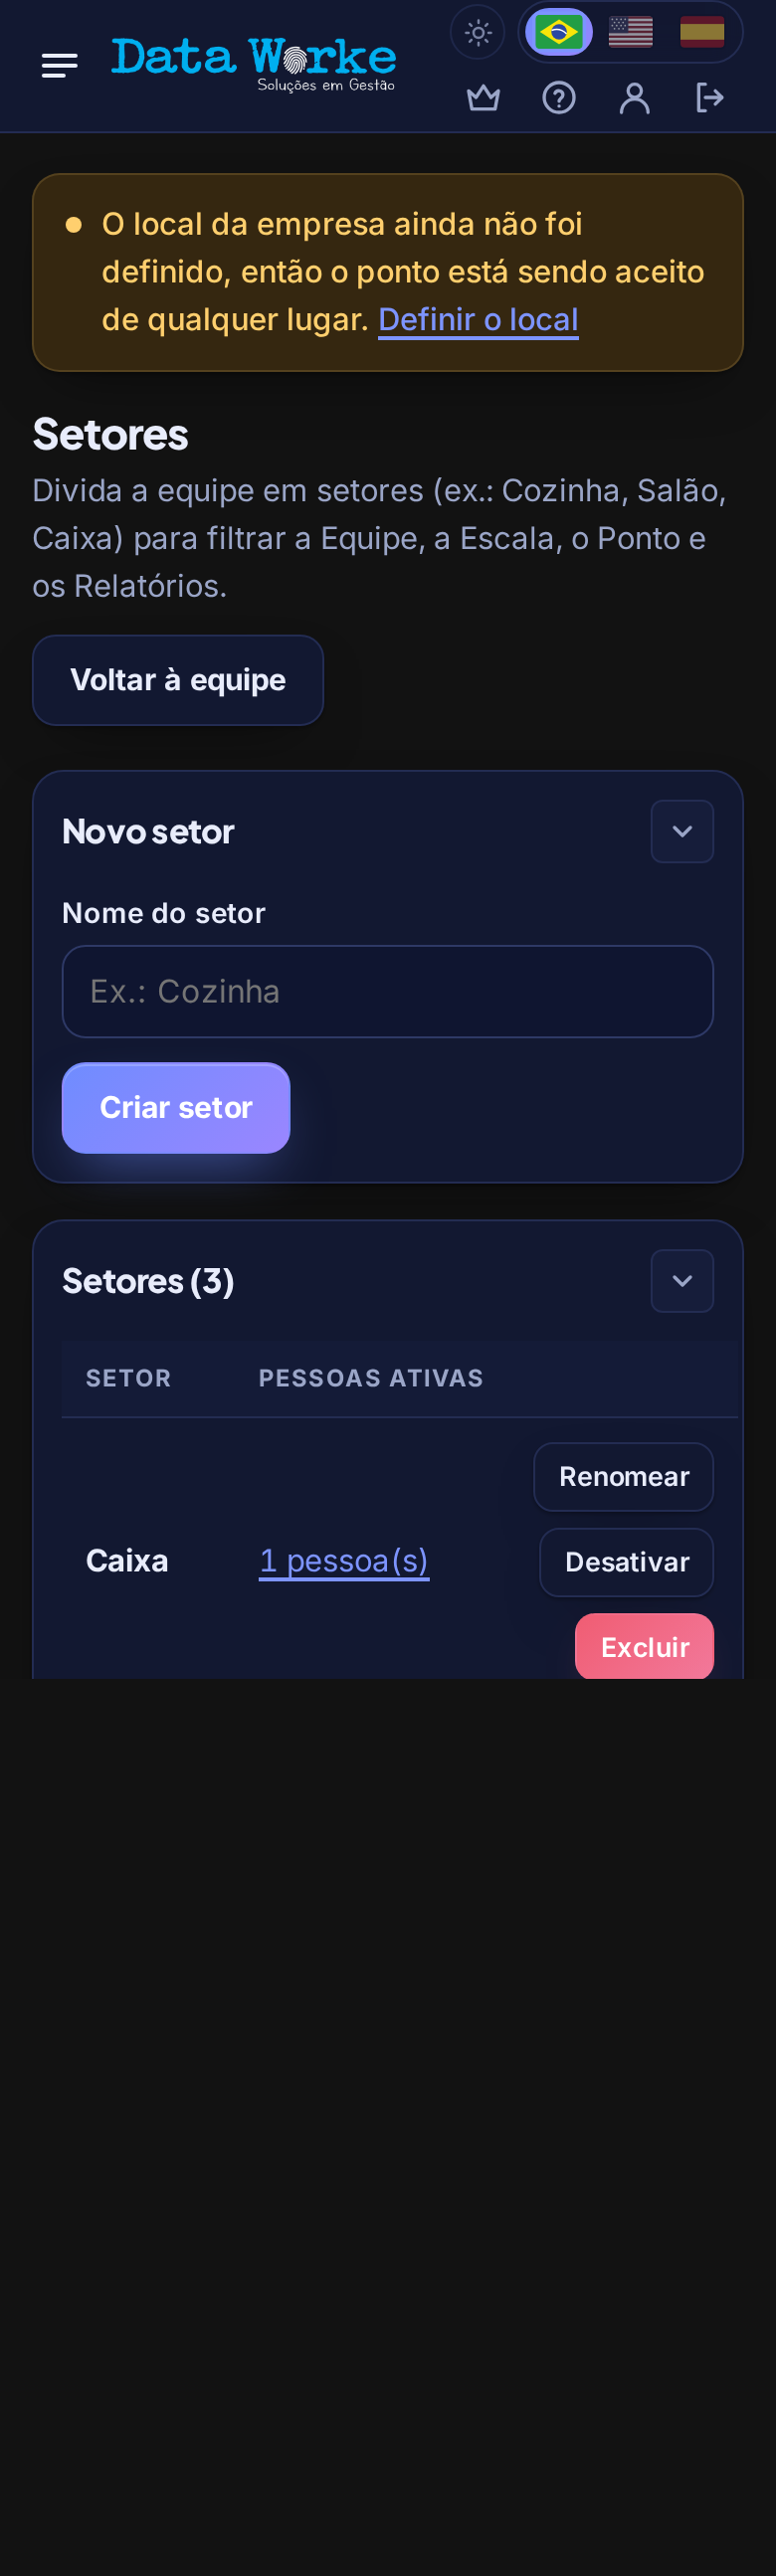 Data Worke
Soluções em Gestão
O local da empresa ainda não foi
definido, então o ponto está sendo aceito
de qualquer lugar. Definir o local
Setores
Divida a equipe em setores (ex.: Cozinha, Salão,
Caixa) para filtrar a Equipe, a Escala, o Ponto e
os Relatórios.
Voltar à equipe
Novo setor
Nome do setor
Ex.: Cozinha
Criar setor
Setores (3)
SETOR PESSOAS ATIVAS
Renomear
Caixa 1 pessoa(s) Desativar
Excluir